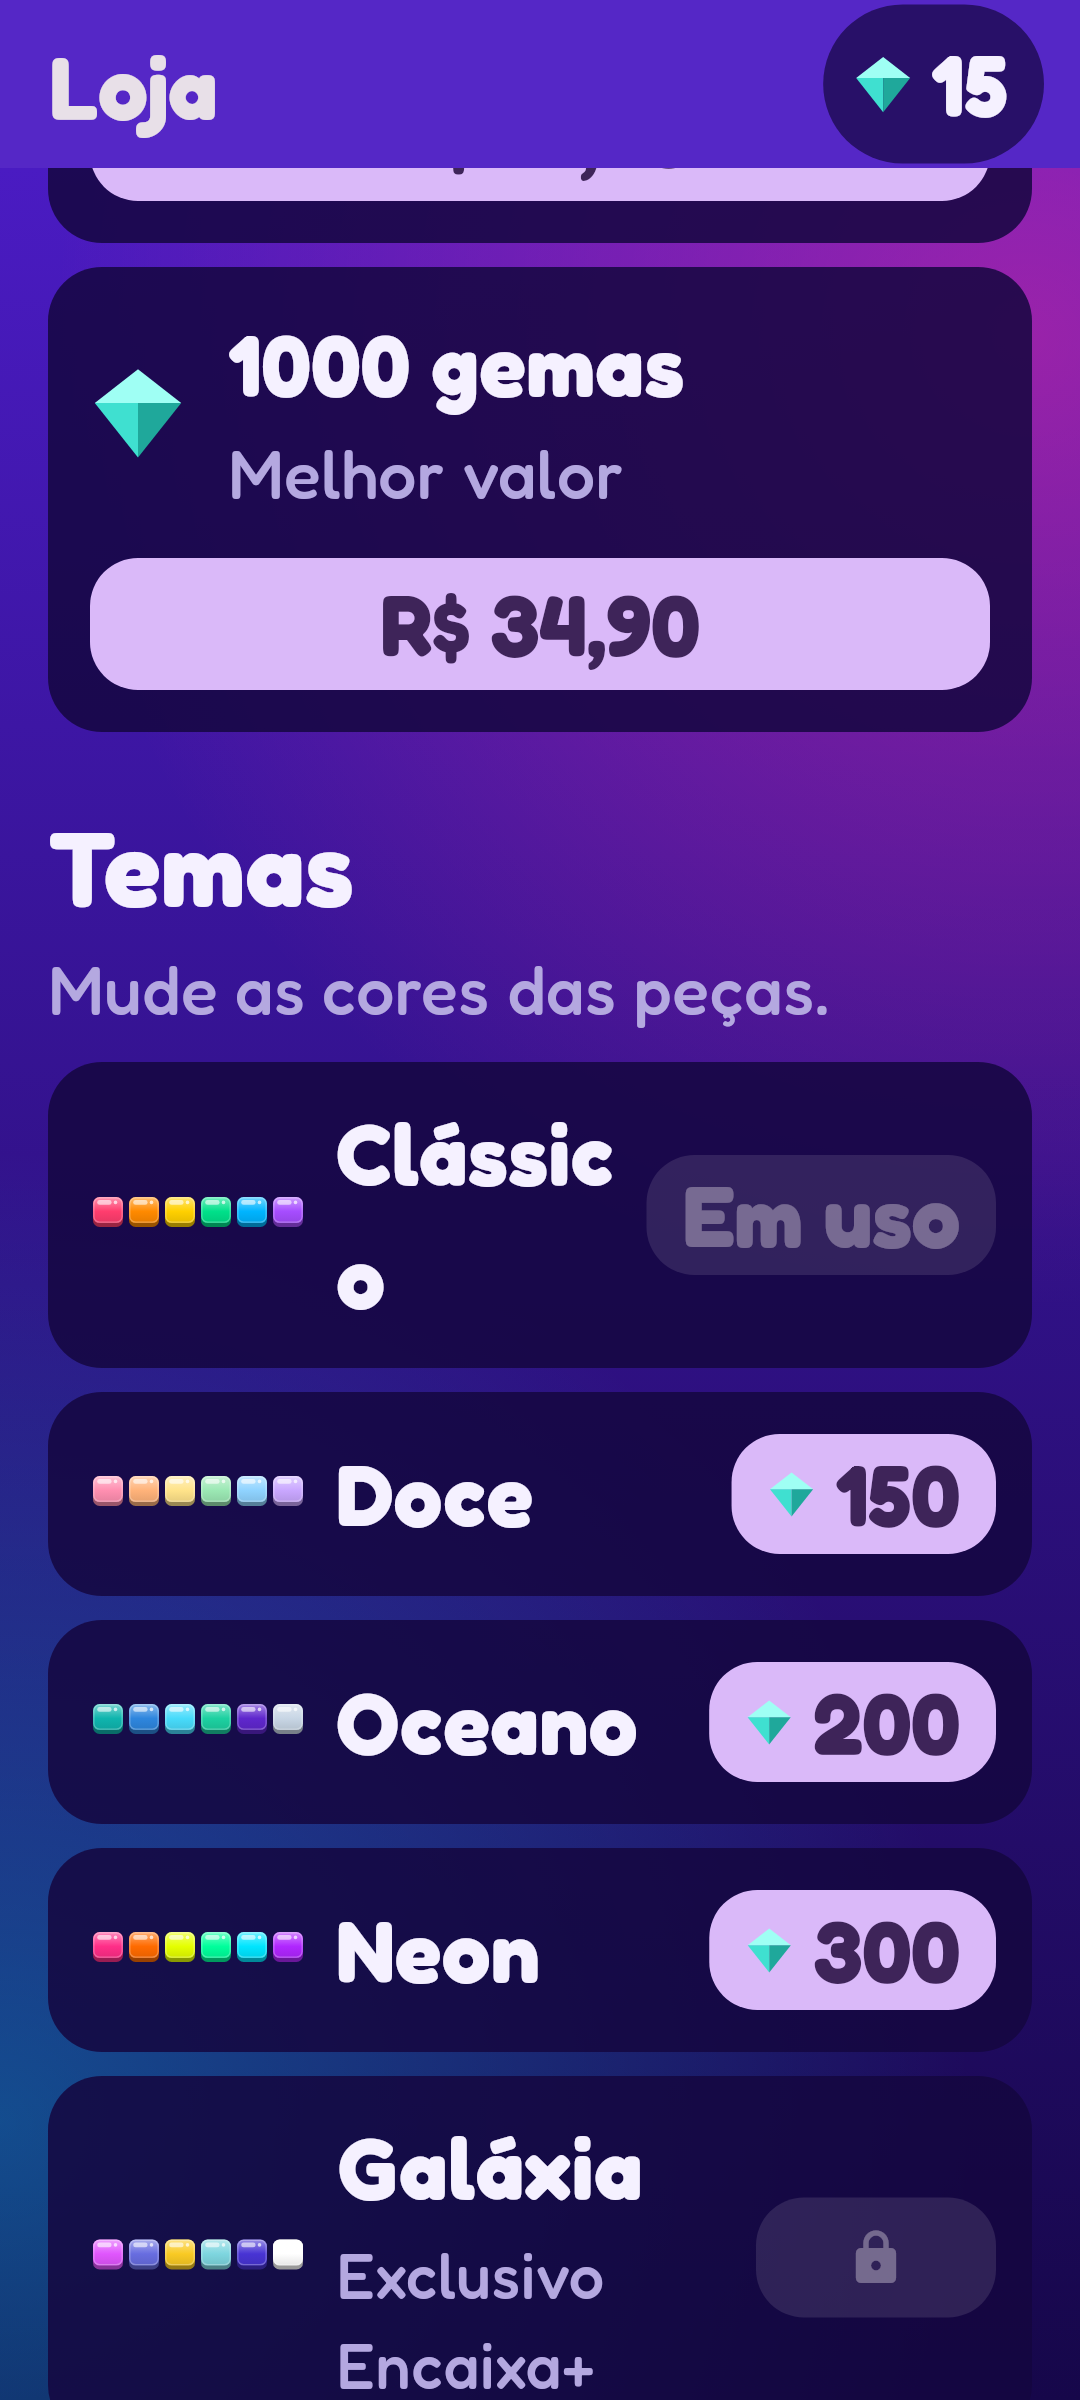 Loja
15
1000 gemas
Melhor valor
R$ 34,90
Temas
Mude as cores das peças.
Clássic
o
Em uso
Doce
150
Oceano
200
Neon
300
Galáxia
Exclusivo
Encaixa+